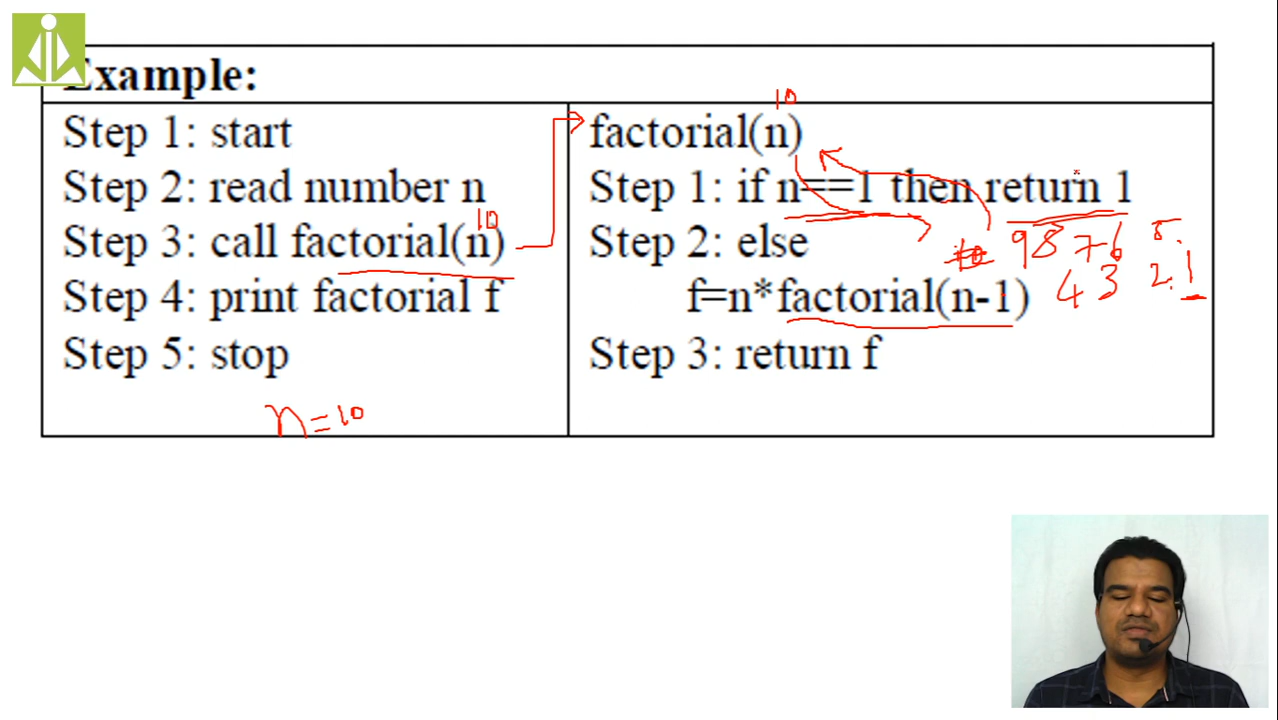 Example:
Step 1: start
Step 2: read number n
10
Step 3: call factorial(n)
Step 4: print factorial f
Step 5: stop
n=10
10
factorial(n)
Step 1: if n==1 then return 1
Step 2: else
9 8 7 6 5.
4 3 2. 1
f=n*factorial(n-1)
Step 3: return f